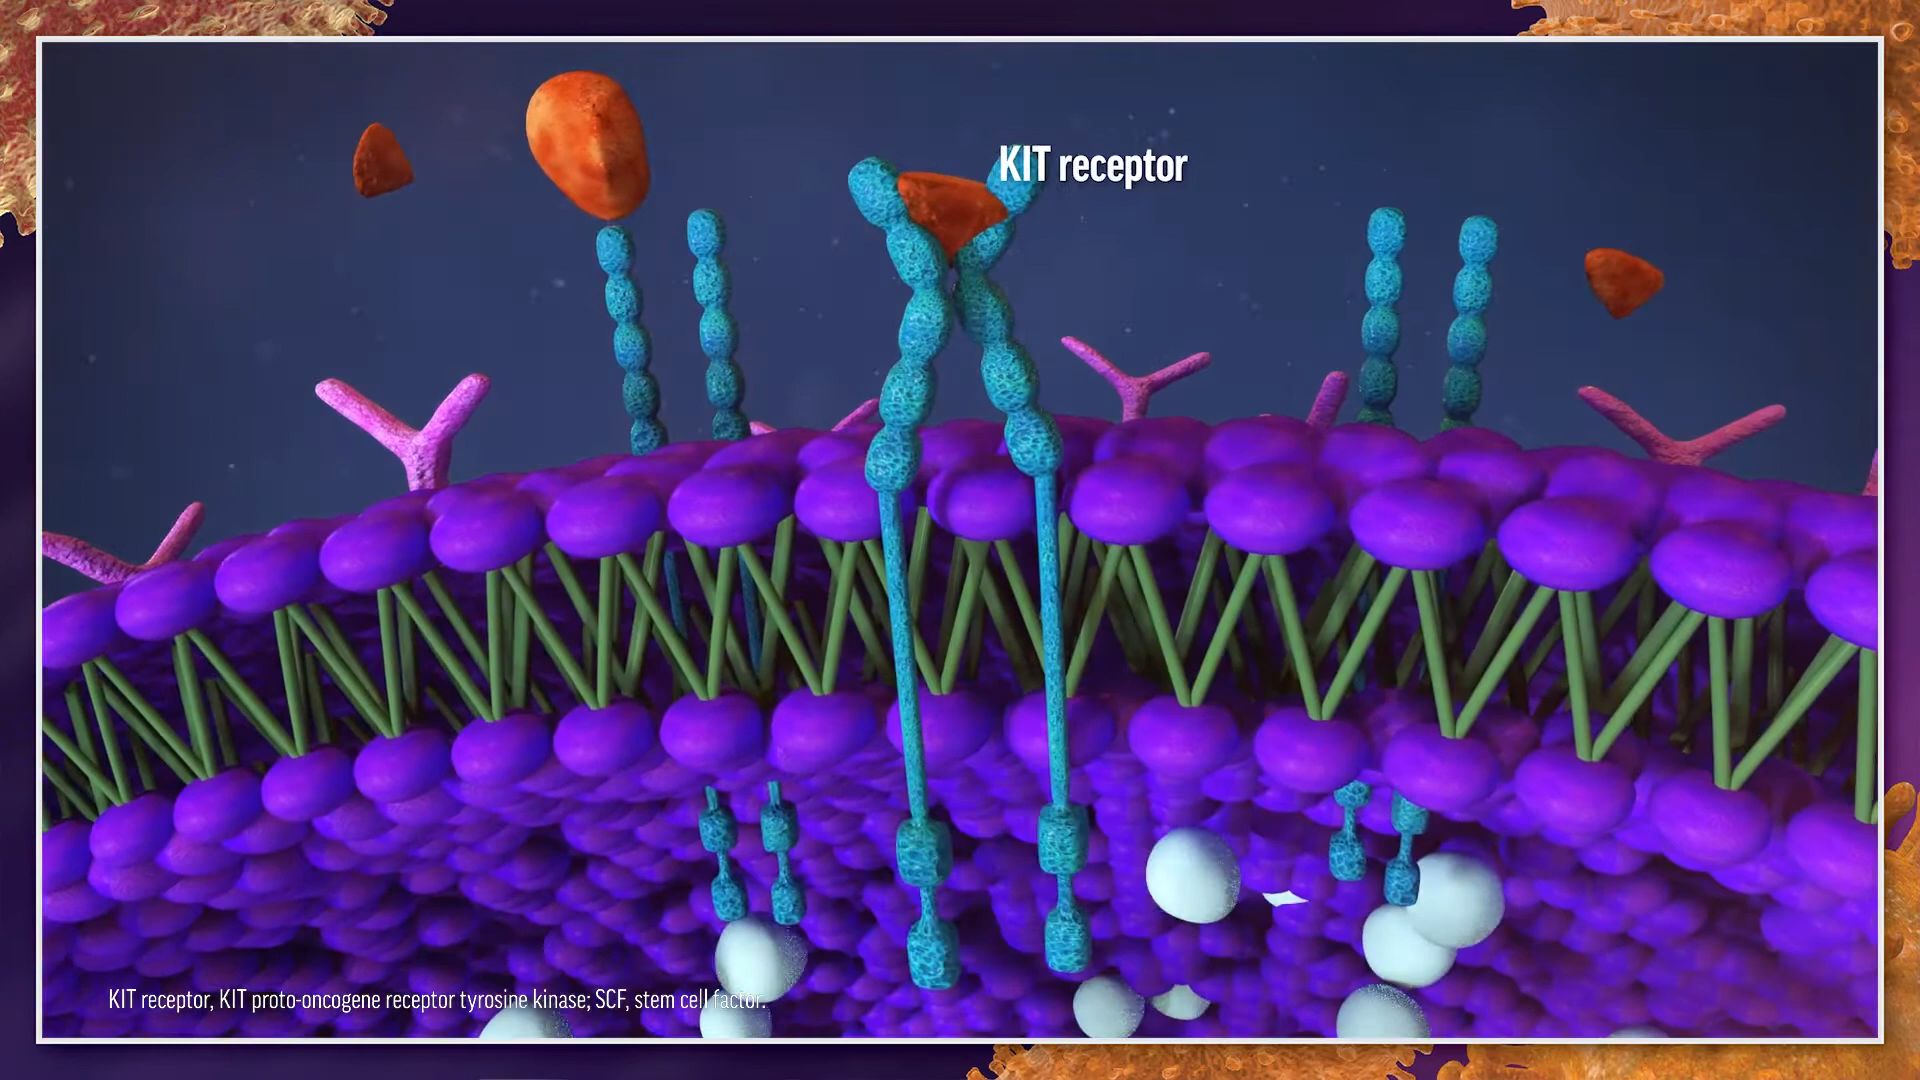 KIT receptor
KIT receptor, KIT proto-oncogene receptor tyrosine kinase; SCF, stem cell factor.